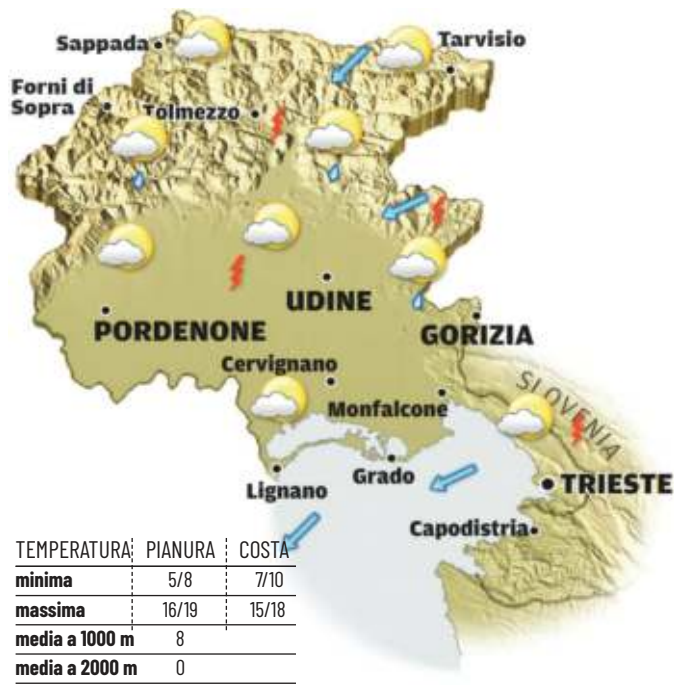 Sappada
Tarvisio
Forni di
Sopra
Tolmezzo
UDINE
PORDENONE
GORIZIA
Cervignano
SLOVENIA
Monfalcone
Grado
Lignano
TRIESTE
Capodistria
TEMPERATURA PIANURA COSTA
minima 5/8 7/10
massima 16/19 15/18
media a 1000 m 8
media a 2000 m 0